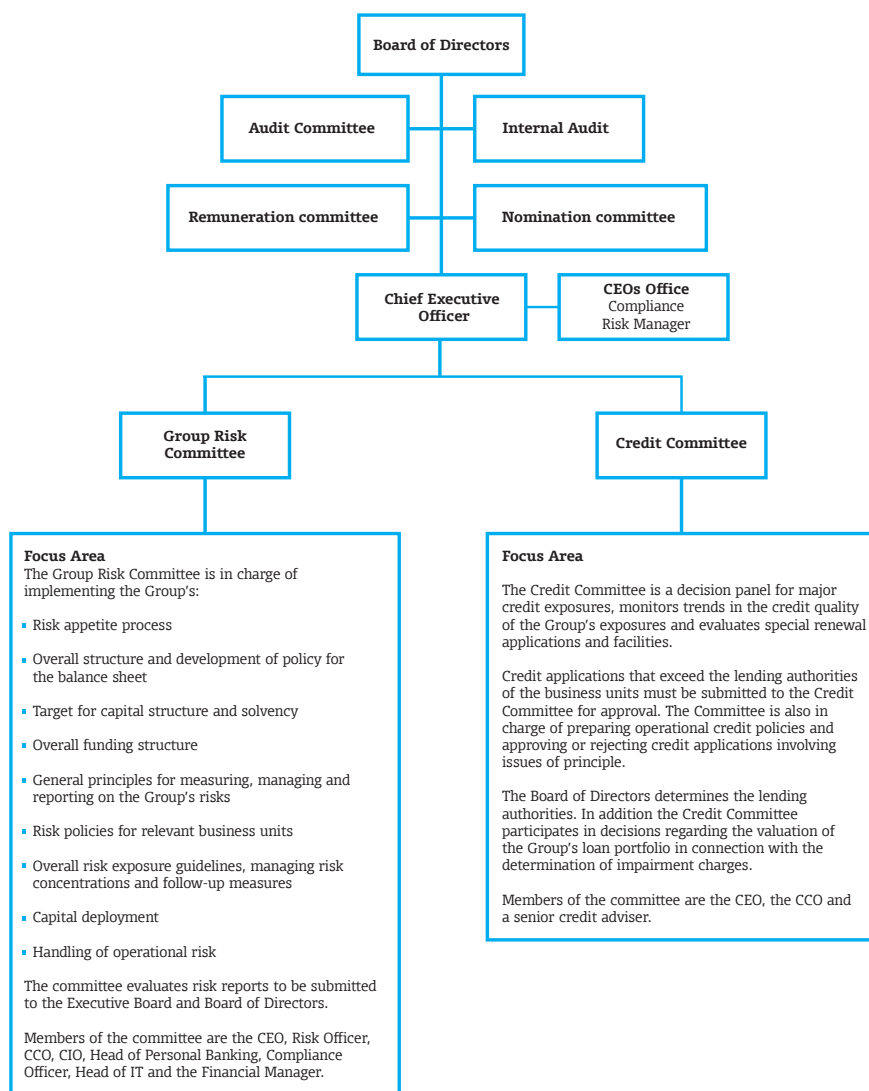 Board of Directors
Audit Committee
Internal Audit
Remuneration committee
Nomination committee
Chief Executive
Officer
CEOs Office
Compliance
Risk Manager
Group Risk
Committee
Credit Committee
Focus Area
The Group Risk Committee is in charge of
implementing the Group's:
Risk appetite process
Overall structure and development of policy for
the balance sheet
Target for capital structure and solvency
Overall funding structure
General principles for measuring, managing and
reporting on the Group's risks
Risk policies for relevant business units
Overall risk exposure guidelines, managing risk
concentrations and follow-up measures
Capital deployment
Handling of operational risk
The committee evaluates risk reports to be submitted
to the Executive Board and Board of Directors.
Members of the committee are the CEO, Risk Officer,
CCO, CIO, Head of Personal Banking, Compliance
Officer, Head of IT and the Financial Manager.
Focus Area
The Credit Committee is a decision panel for major
credit exposures, monitors trends in the credit quality
of the Group's exposures and evaluates special renewal
applications and facilities.
Credit applications that exceed the lending authorities
of the business units must be submitted to the Credit
Committee for approval. The Committee is also in
charge of preparing operational credit policies and
approving or rejecting credit applications involving
issues of principle.
The Board of Directors determines the lending
authorities. In addition the Credit Committee
participates in decisions regarding the valuation of
the Group's loan portfolio in connection with the
determination of impairment charges.
Members of the committee are the CEO, the CCO and
a senior credit adviser.